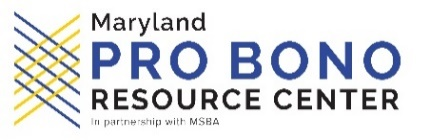 Maryland
PRO BONO
RESOURCE CENTER
In partnership with MSBA